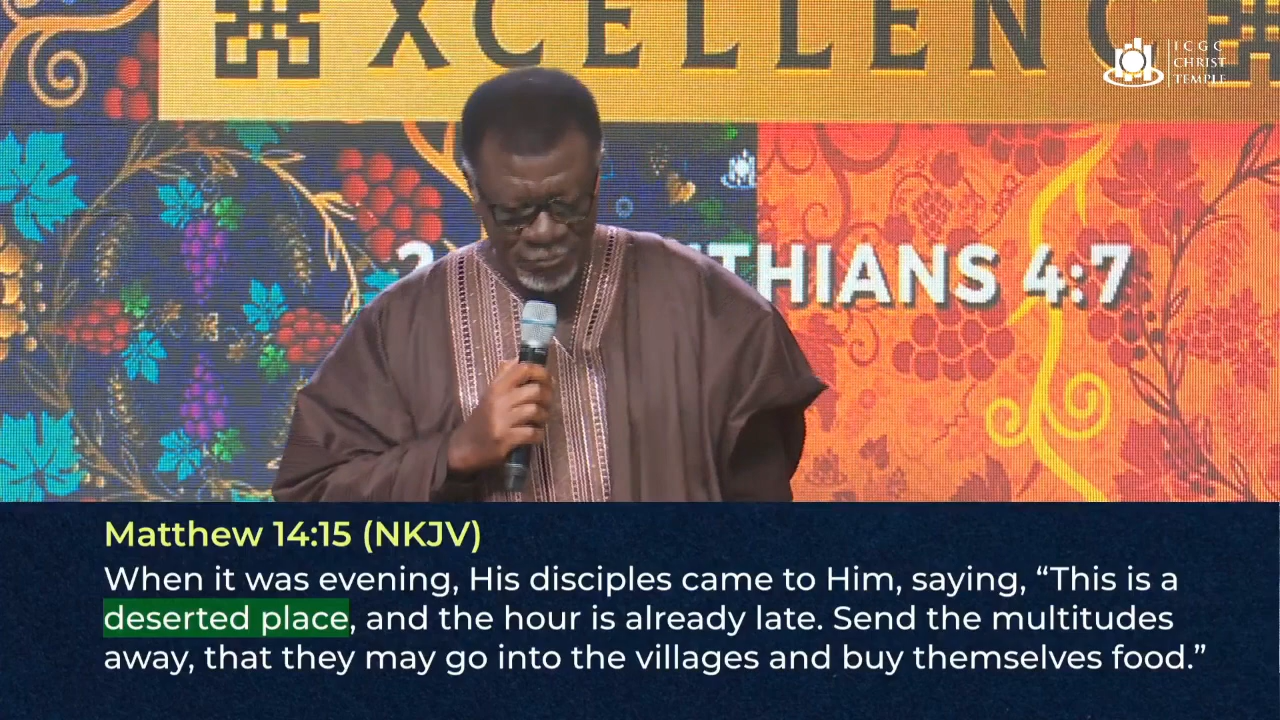 XCELLENC
ICGC
CHRIST
TEMPLE
2 THIANS 4:7
Matthew 14:15 (NKJV)
When it was evening, His disciples came to Him, saying, “This is a
deserted place, and the hour is already late. Send the multitudes
away, that they may go into the villages and buy themselves food.”